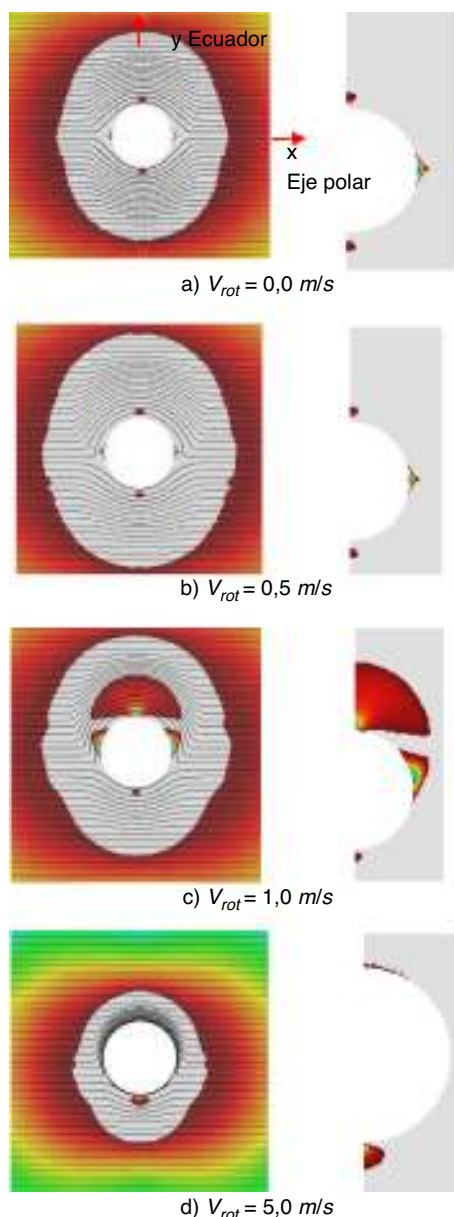 y Ecuador
x
Eje polar
a) V_rot = 0,0 m/s
b) V_rot = 0,5 m/s
c) V_rot = 1,0 m/s
d) V_rot = 5,0 m/s